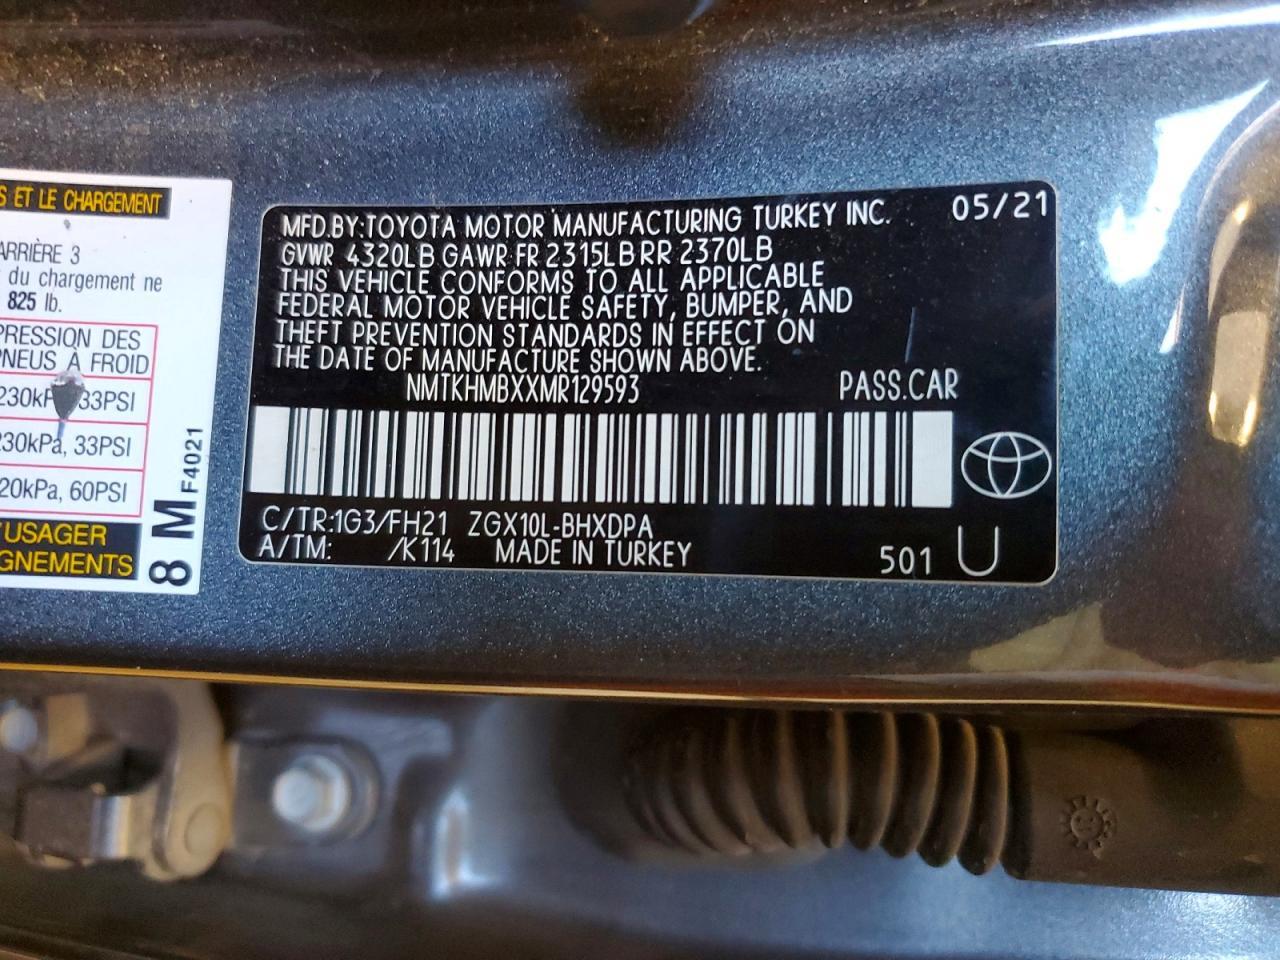 S ET LE CHARGEMENT
ARRIÈRE 3
du chargement ne
825 lb.
PRESSION DES
PNEUS À FROID
230kPa, 33PSI
230kPa, 33PSI
20kPa, 60PSI
'USAGER
GNEMENTS
8 M F4021
MFD.BY:TOYOTA MOTOR MANUFACTURING TURKEY INC. 05/21
GVWR 4320LB GAWR FR 2315LB RR 2370LB
THIS VEHICLE CONFORMS TO ALL APPLICABLE
FEDERAL MOTOR VEHICLE SAFETY, BUMPER, AND
THEFT PREVENTION STANDARDS IN EFFECT ON
THE DATE OF MANUFACTURE SHOWN ABOVE.
NMTKHMBXXMR129593 PASS.CAR
C/TR:1G3/FH21 ZGX10L-BHXDPA
A/TM: /K114 MADE IN TURKEY 501 U